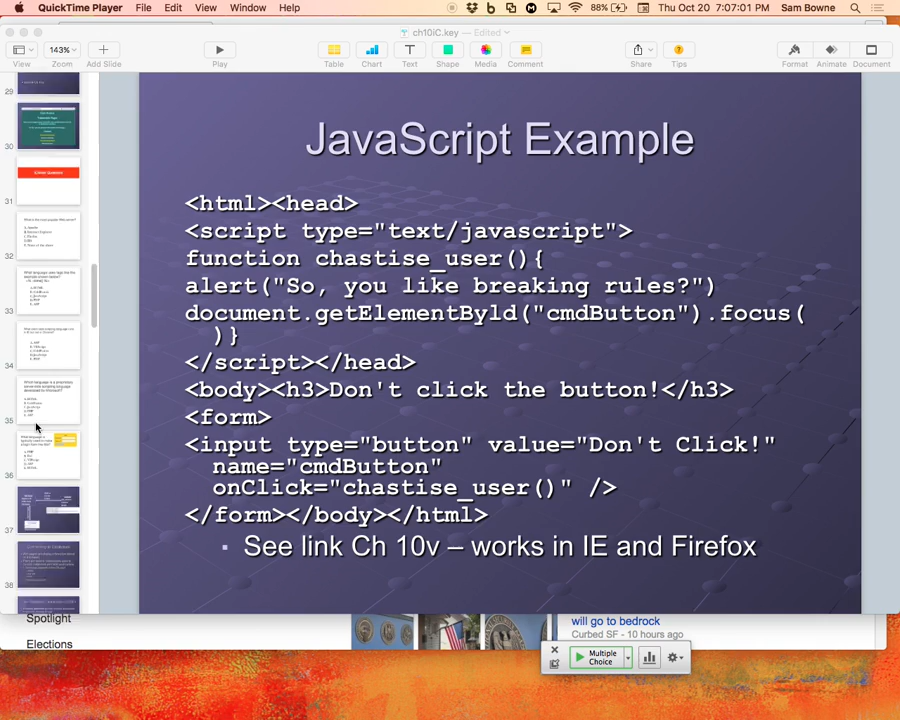 QuickTime Player File Edit View Window Help 88% Thu Oct 20 7:07:01 PM Sam Bowne
ch10iC.key — Edited
143%
View Zoom Add Slide Play Table Chart Text Shape Media Comment Share Tips Format Animate Document
29
30
31
32
33
34
35
36
37
38
JavaScript Example
<html><head>
<script type="text/javascript">
function chastise_user(){
alert("So, you like breaking rules?")
document.getElementByld("cmdButton").focus(
)}
</script></head>
<body><h3>Don't click the button!</h3>
<form>
<input type="button" value="Don't Click!"
name="cmdButton"
onClick="chastise_user()" />
</form></body></html>
▪ See link Ch 10v – works in IE and Firefox
Spotlight
Elections
will go to bedrock
Curbed SF - 10 hours ago
Multiple
Choice